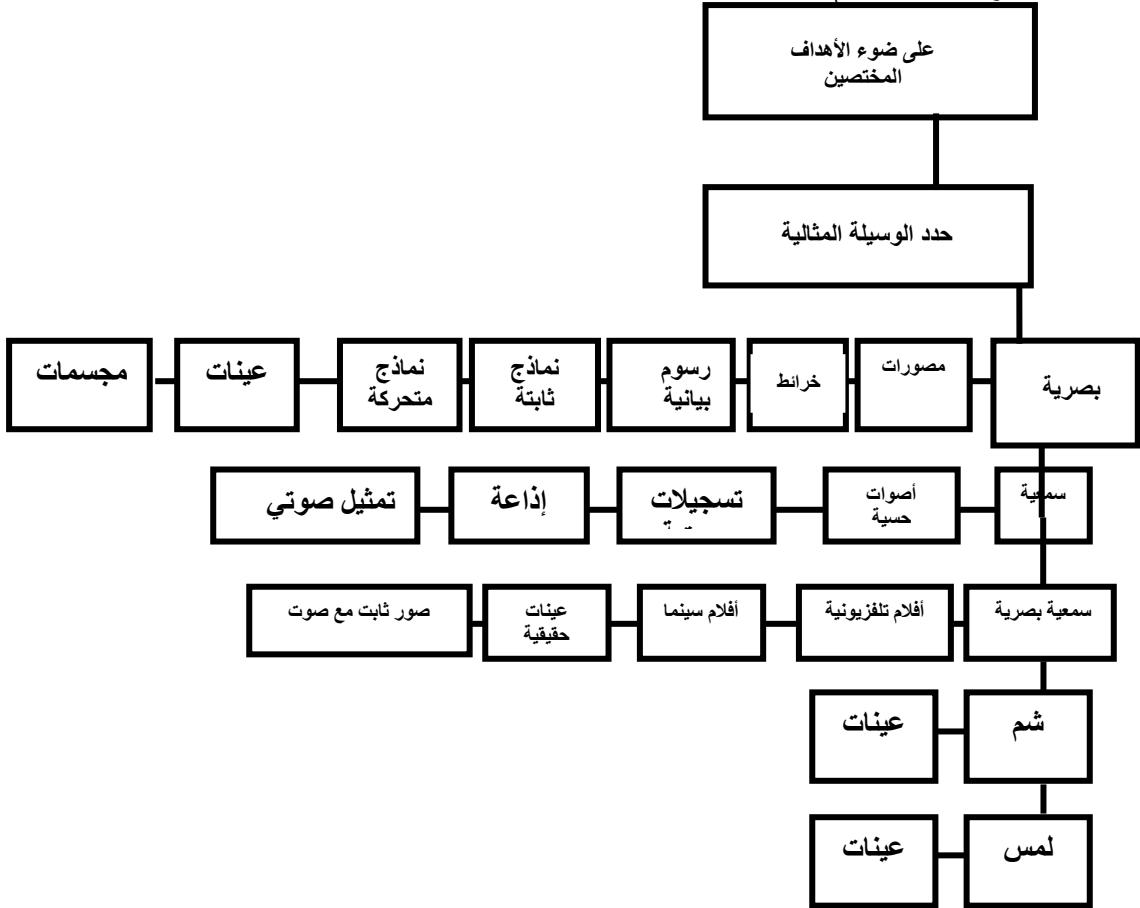 على ضوء الأهداف
المختصين
حدد الوسيلة المثالية
بصرية
مصورات
خرائط
رسوم
بيانية
نماذج
ثابتة
نماذج
متحركة
عينات
مجسمات
سمعية
أصوات
حسية
تسجيلات
إذاعة
تمثيل صوتي
سمعية بصرية
أفلام تلفزيونية
أفلام سينما
عينات
حقيقية
صور ثابت مع صوت
شم
عينات
لمس
عينات